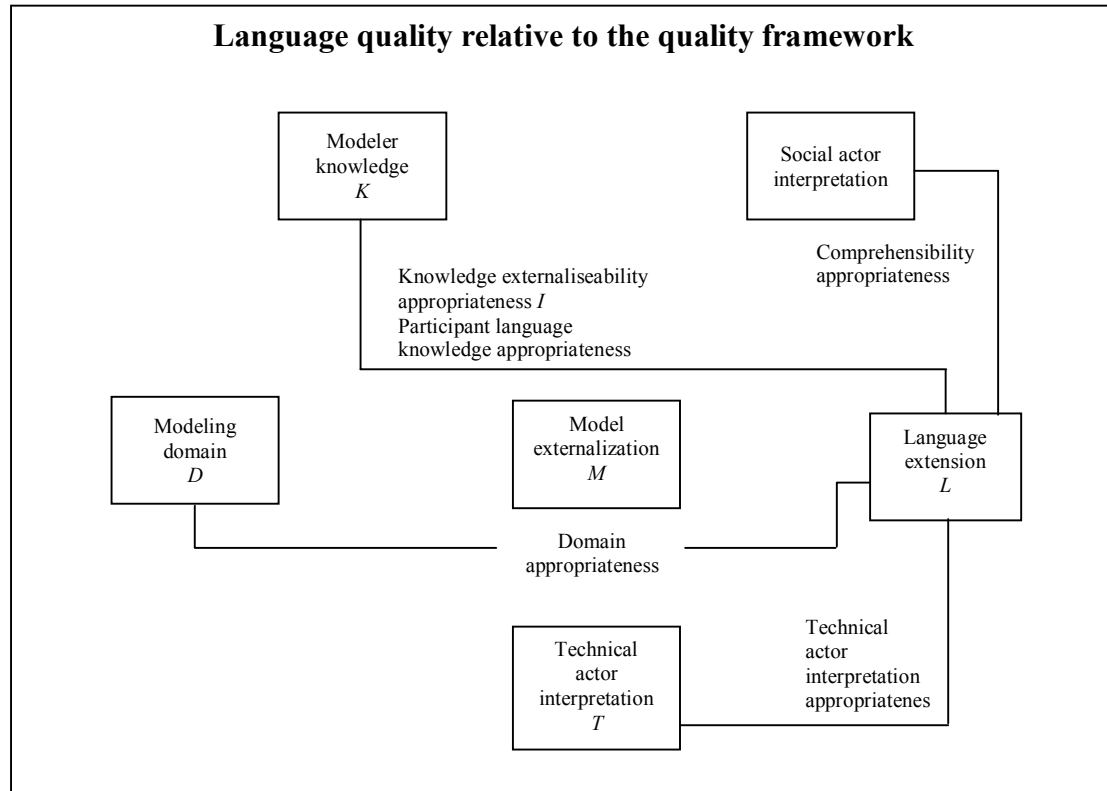 Language quality relative to the quality framework
Modeler
knowledge
K
Social actor
interpretation
Comprehensibility
appropriateness
Knowledge externaliseability
appropriateness I
Participant language
knowledge appropriateness
Modeling
domain
D
Model
externalization
M
Language
extension
L
Domain
appropriateness
Technical
actor
interpretation
T
Technical
actor
interpretation
appropriatenes